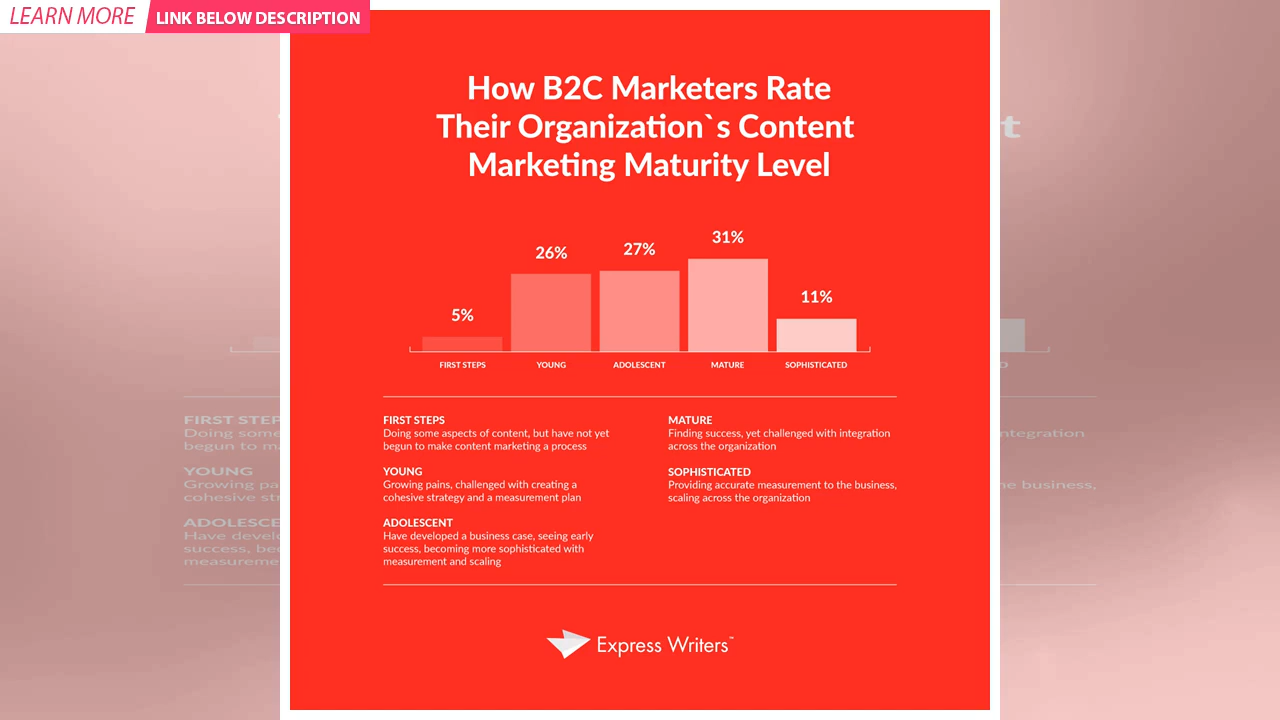 LEARN MORE LINK BELOW DESCRIPTION
How B2C Marketers Rate
Their Organization`s Content
Marketing Maturity Level
5% 26% 27% 31% 11%
FIRST STEPS YOUNG ADOLESCENT MATURE SOPHISTICATED
FIRST STEPS
Doing some aspects of content, but have not yet
begun to make content marketing a process
YOUNG
Growing pains, challenged with creating a
cohesive strategy and a measurement plan
ADOLESCENT
Have developed a business case, seeing early
success, becoming more sophisticated with
measurement and scaling
MATURE
Finding success, yet challenged with integration
across the organization
SOPHISTICATED
Providing accurate measurement to the business,
scaling across the organization
Express Writers™